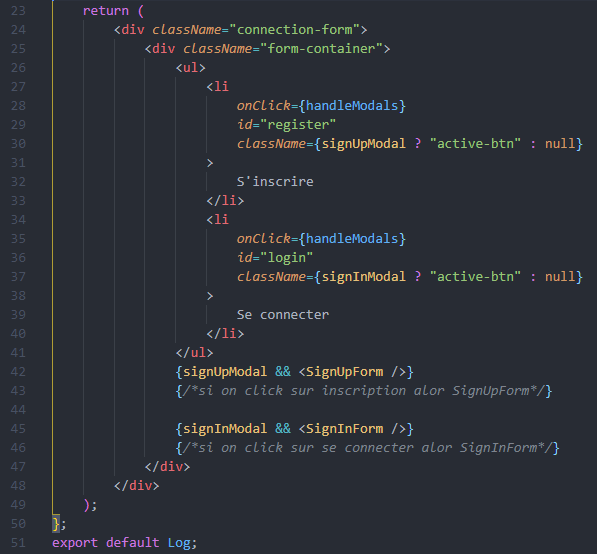 23 return (
24 <div className="connection-form">
25 <div className="form-container">
26 <ul>
27 <li
28 onClick={handleModals}
29 id="register"
30 className={signUpModal ? "active-btn" : null}
31 >
32 S'inscrire
33 </li>
34 <li
35 onClick={handleModals}
36 id="login"
37 className={signInModal ? "active-btn" : null}
38 >
39 Se connecter
40 </li>
41 </ul>
42 {signUpModal && <SignUpForm />}
43 {/*si on click sur inscription alor SignUpForm*/}
44
45 {signInModal && <SignInForm />}
46 {/*si on click sur se connecter alor SignInForm*/}
47 </div>
48 </div>
49 );
50 };
51 export default Log;